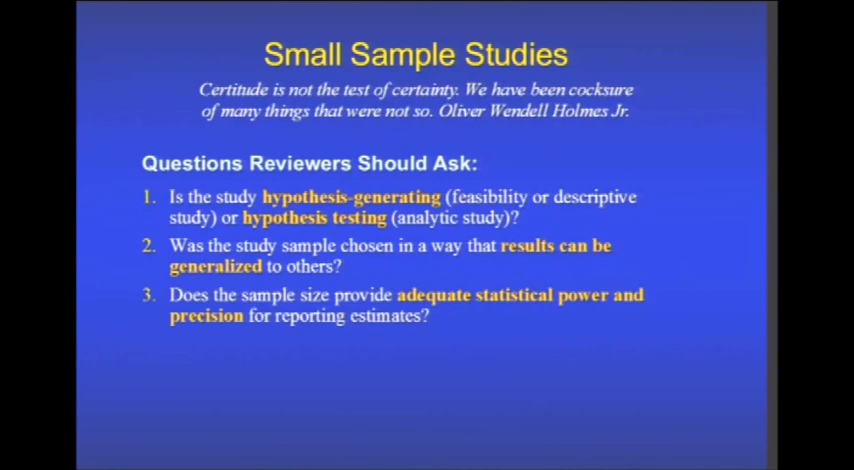 Small Sample Studies
Certitude is not the test of certainty. We have been cocksure
of many things that were not so. Oliver Wendell Holmes Jr.
Questions Reviewers Should Ask:
1. Is the study hypothesis-generating (feasibility or descriptive
study) or hypothesis testing (analytic study)?
2. Was the study sample chosen in a way that results can be
generalized to others?
3. Does the sample size provide adequate statistical power and
precision for reporting estimates?